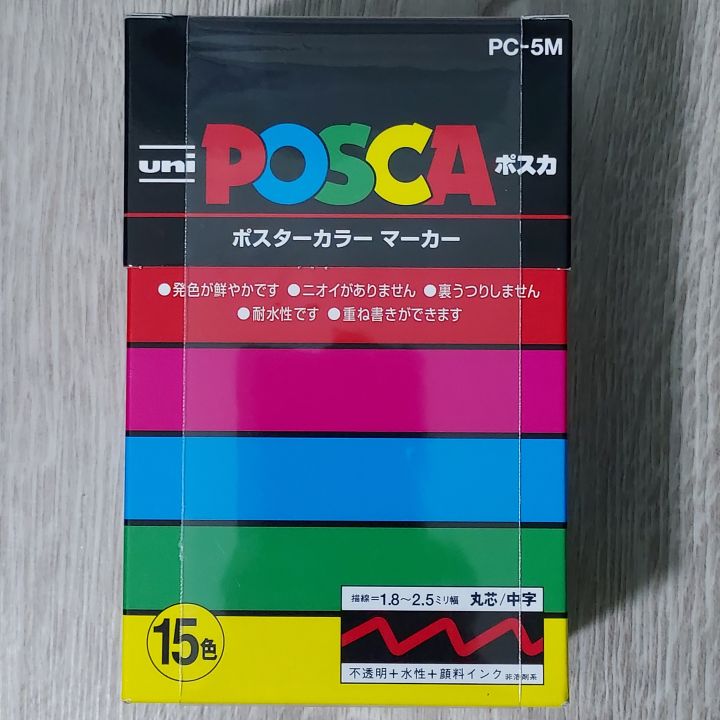 PC-5M
uni POSCA ポスカ
ポスターカラー マーカー
●発色が鮮やかです ●ニオイがありません ●裏うつりしません
●耐水性です ●重ね書きができます
描線=1.8〜2.5ミリ幅 丸芯/中字
15色
不透明+水性+顔料インク 非溶剤系